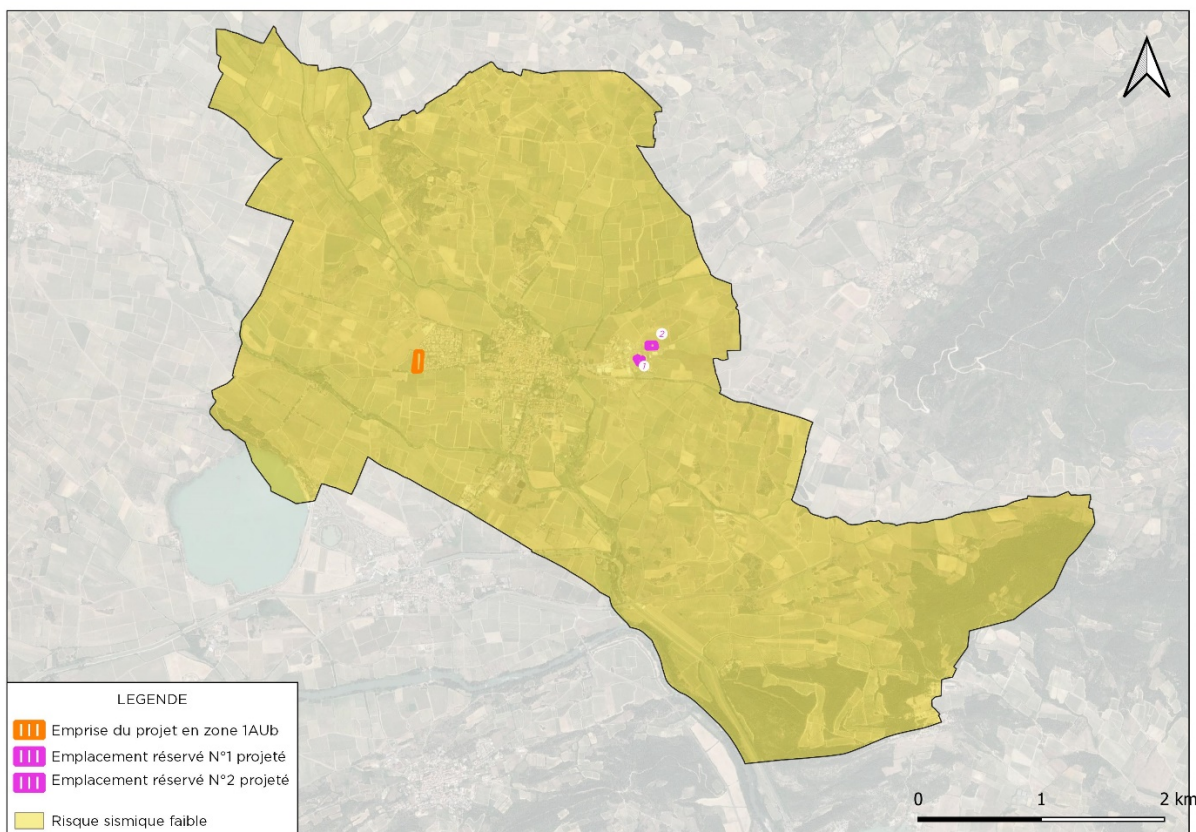 2
1
LEGENDE
Emprise du projet en zone 1AUb
Emplacement réservé N°1 projeté
Emplacement réservé N°2 projeté
Risque sismique faible
0 1 2 km